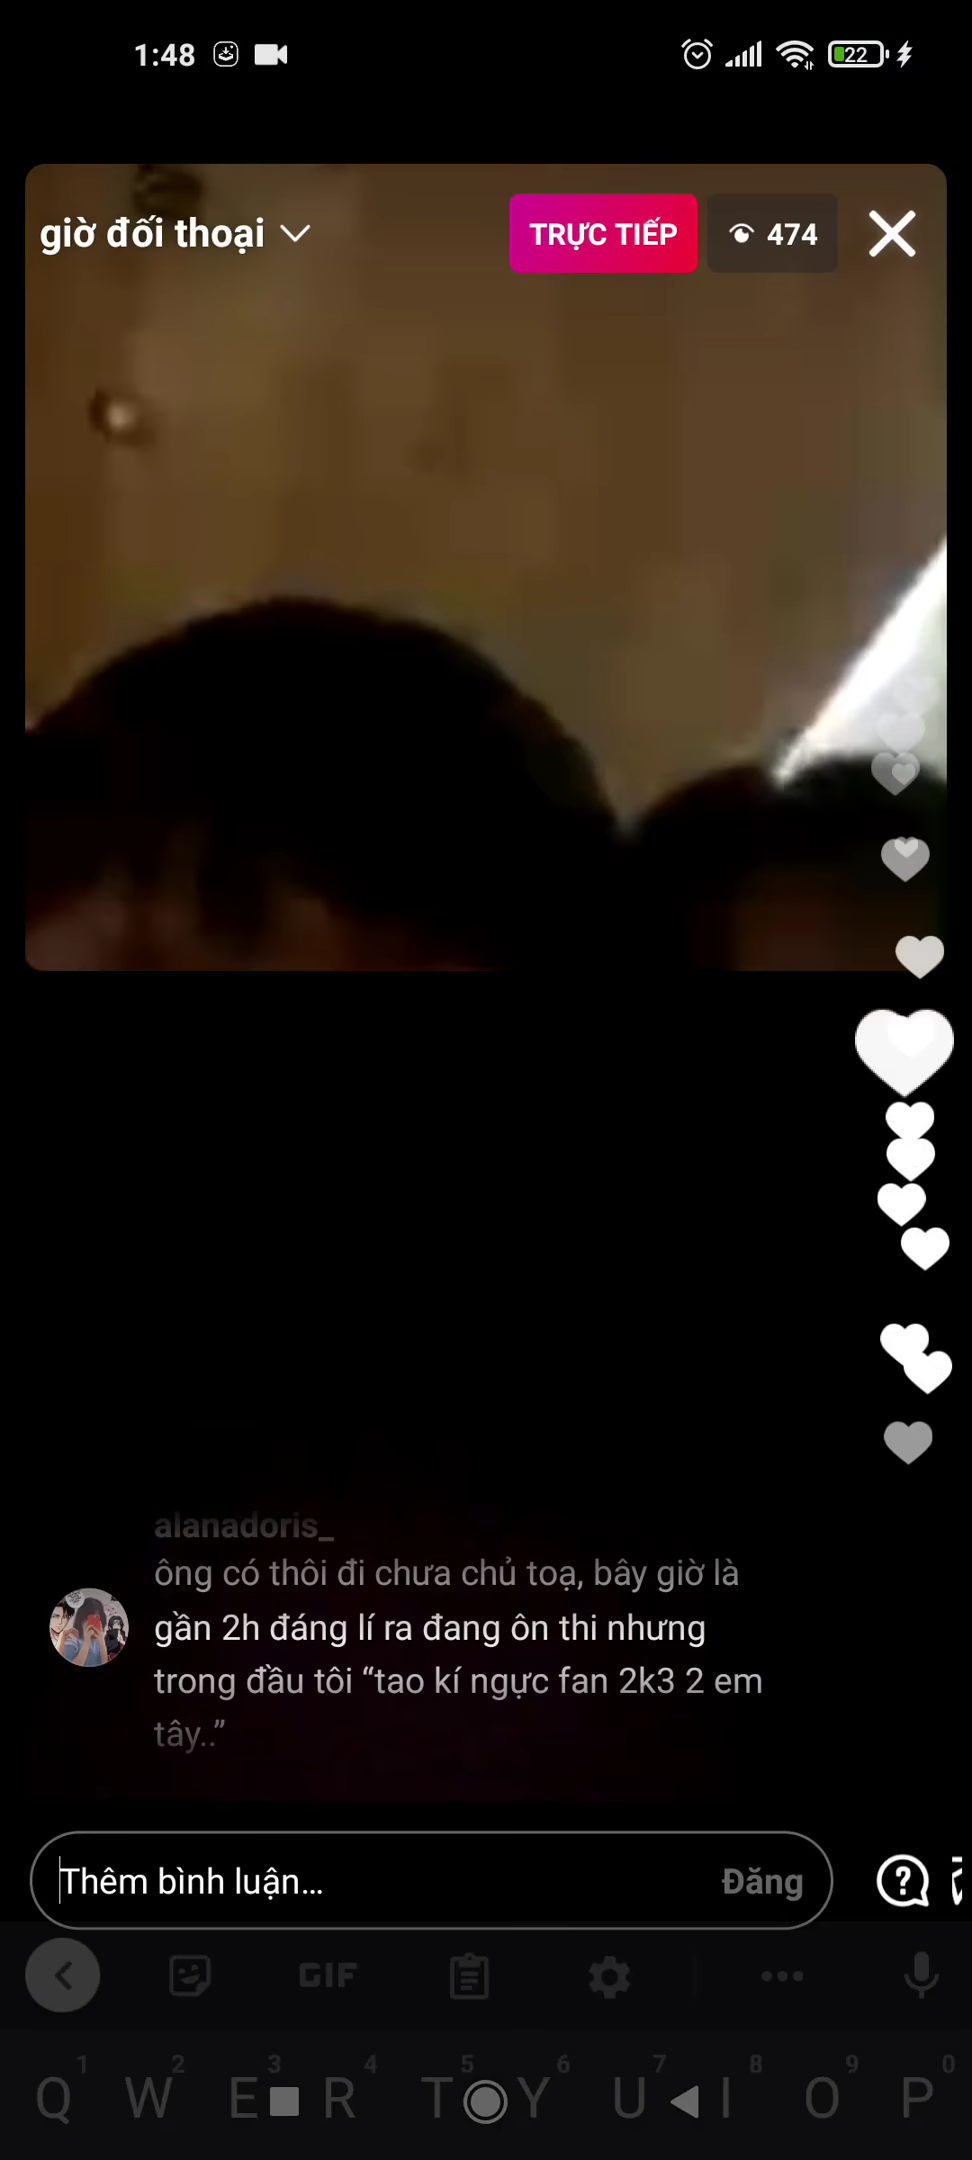 1:48
22
giờ đối thoại
TRỰC TIẾP
474
alanadoris_
ông có thôi đi chưa chủ toạ, bây giờ là
gần 2h đáng lí ra đang ôn thi nhưng
trong đầu tôi “tao kí ngực fan 2k3 2 em
tây..”
Thêm bình luận...
Đăng
GIF
1 2 3 4 5 6 7 8 9 0
Q W E R T Y U I O P